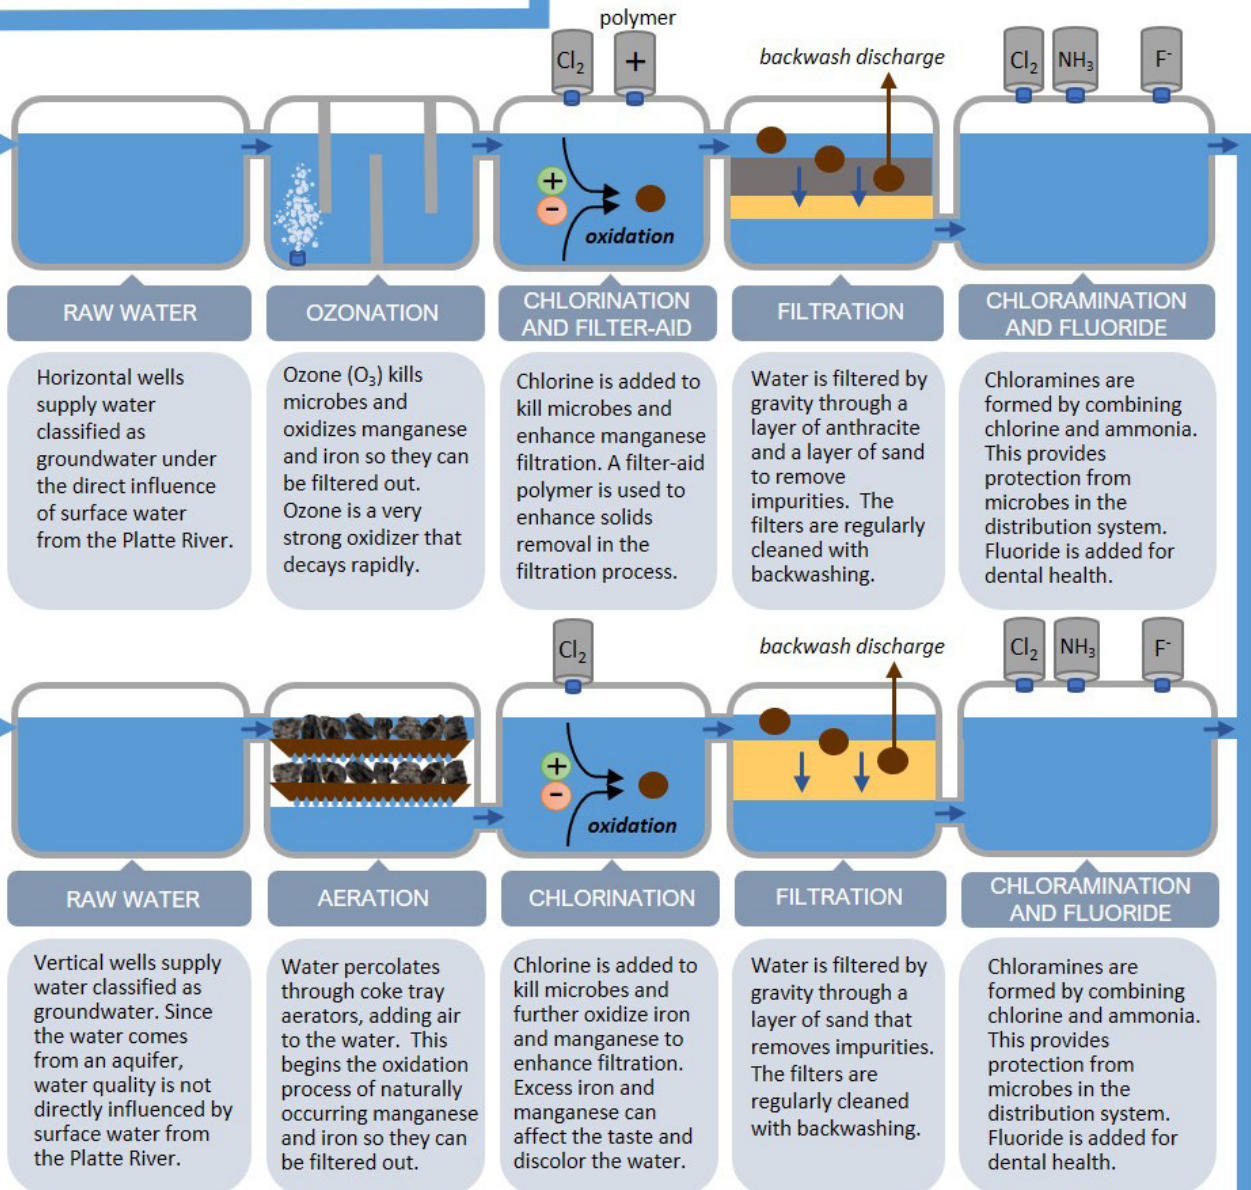 polymer
Cl₂
+
backwash discharge
Cl₂
NH₃
F⁻
+
-
oxidation
RAW WATER
OZONATION
CHLORINATION
AND FILTER-AID
FILTRATION
CHLORAMINATION
AND FLUORIDE
Horizontal wells
supply water
classified as
groundwater under
the direct influence
of surface water
from the Platte River.
Ozone (O₃) kills
microbes and
oxidizes manganese
and iron so they can
be filtered out.
Ozone is a very
strong oxidizer that
decays rapidly.
Chlorine is added to
kill microbes and
enhance manganese
filtration. A filter-aid
polymer is used to
enhance solids
removal in the
filtration process.
Water is filtered by
gravity through a
layer of anthracite
and a layer of sand
to remove
impurities. The
filters are regularly
cleaned with
backwashing.
Chloramines are
formed by combining
chlorine and ammonia.
This provides
protection from
microbes in the
distribution system.
Fluoride is added for
dental health.
Cl₂
backwash discharge
Cl₂
NH₃
F⁻
+
-
oxidation
RAW WATER
AERATION
CHLORINATION
FILTRATION
CHLORAMINATION
AND FLUORIDE
Vertical wells supply
water classified as
groundwater. Since
the water comes
from an aquifer,
water quality is not
directly influenced by
surface water from
the Platte River.
Water percolates
through coke tray
aerators, adding air
to the water. This
begins the oxidation
process of naturally
occurring manganese
and iron so they can
be filtered out.
Chlorine is added to
kill microbes and
further oxidize iron
and manganese to
enhance filtration.
Excess iron and
manganese can
affect the taste and
discolor the water.
Water is filtered by
gravity through a
layer of sand that
removes impurities.
The filters are
regularly cleaned
with backwashing.
Chloramines are
formed by combining
chlorine and ammonia.
This provides
protection from
microbes in the
distribution system.
Fluoride is added for
dental health.